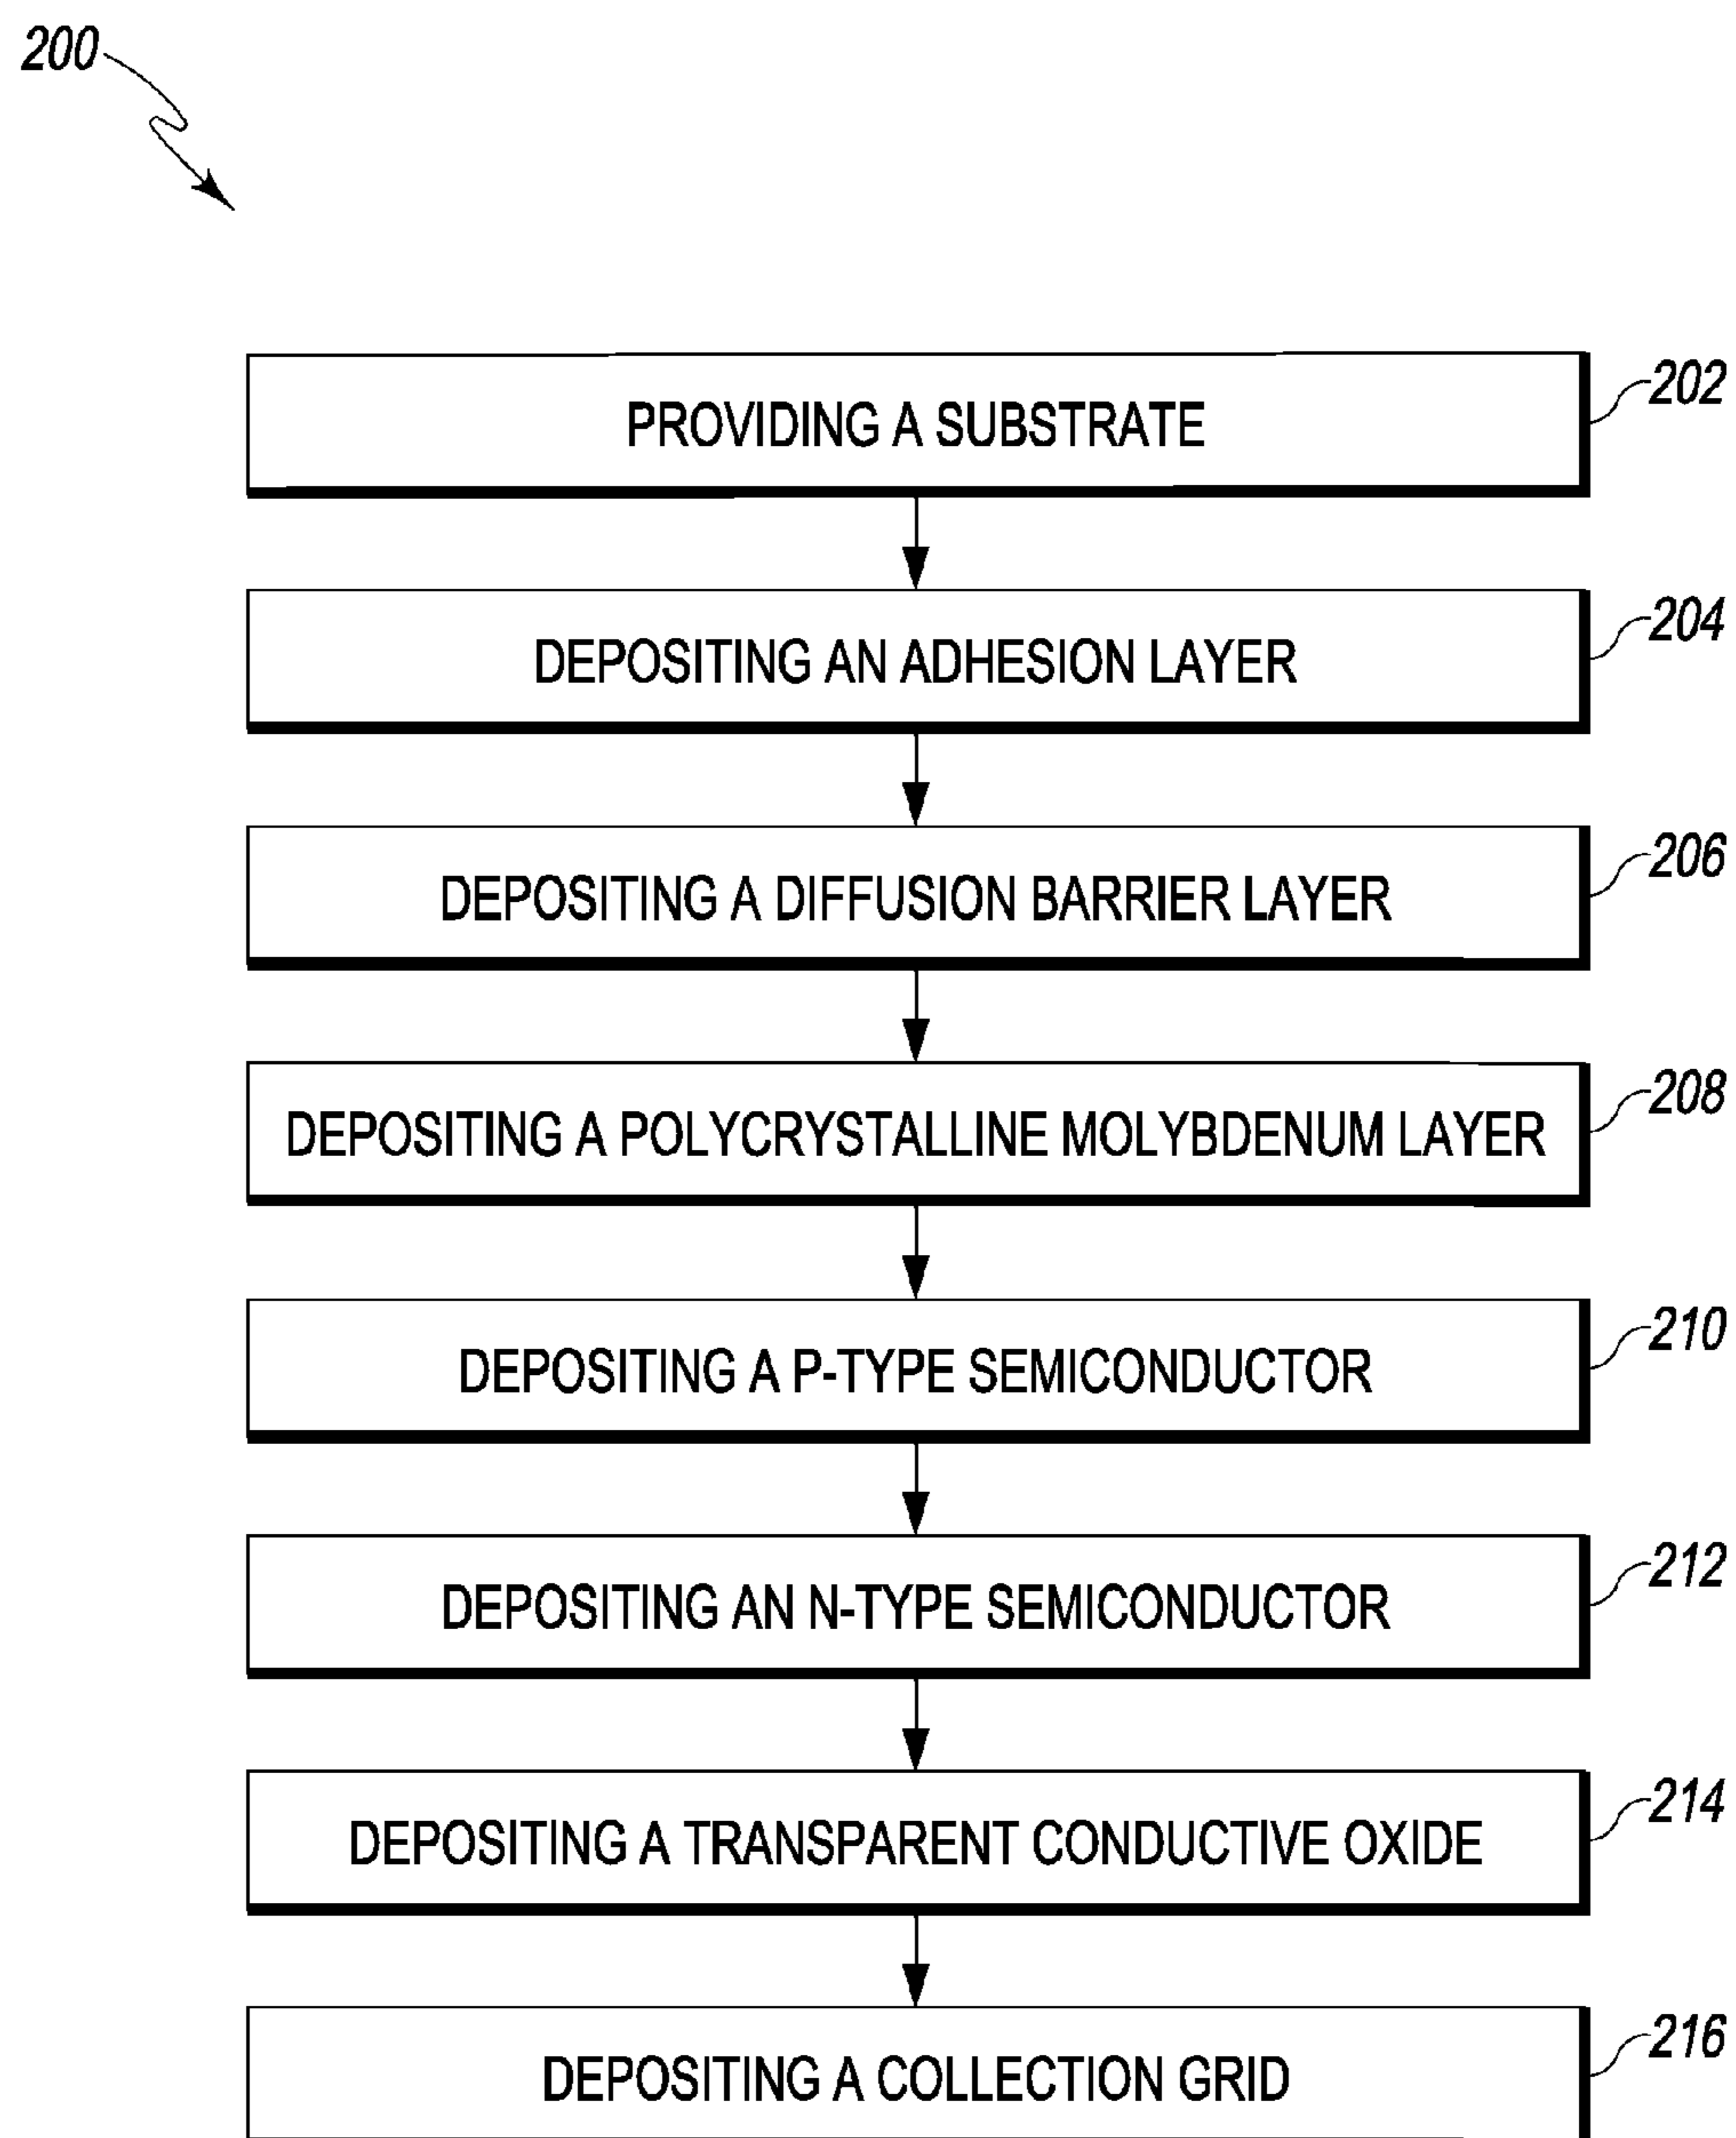 200
PROVIDING A SUBSTRATE
202
DEPOSITING AN ADHESION LAYER
204
DEPOSITING A DIFFUSION BARRIER LAYER
206
DEPOSITING A POLYCRYSTALLINE MOLYBDENUM LAYER
208
DEPOSITING A P-TYPE SEMICONDUCTOR
210
DEPOSITING AN N-TYPE SEMICONDUCTOR
212
DEPOSITING A TRANSPARENT CONDUCTIVE OXIDE
214
DEPOSITING A COLLECTION GRID
216